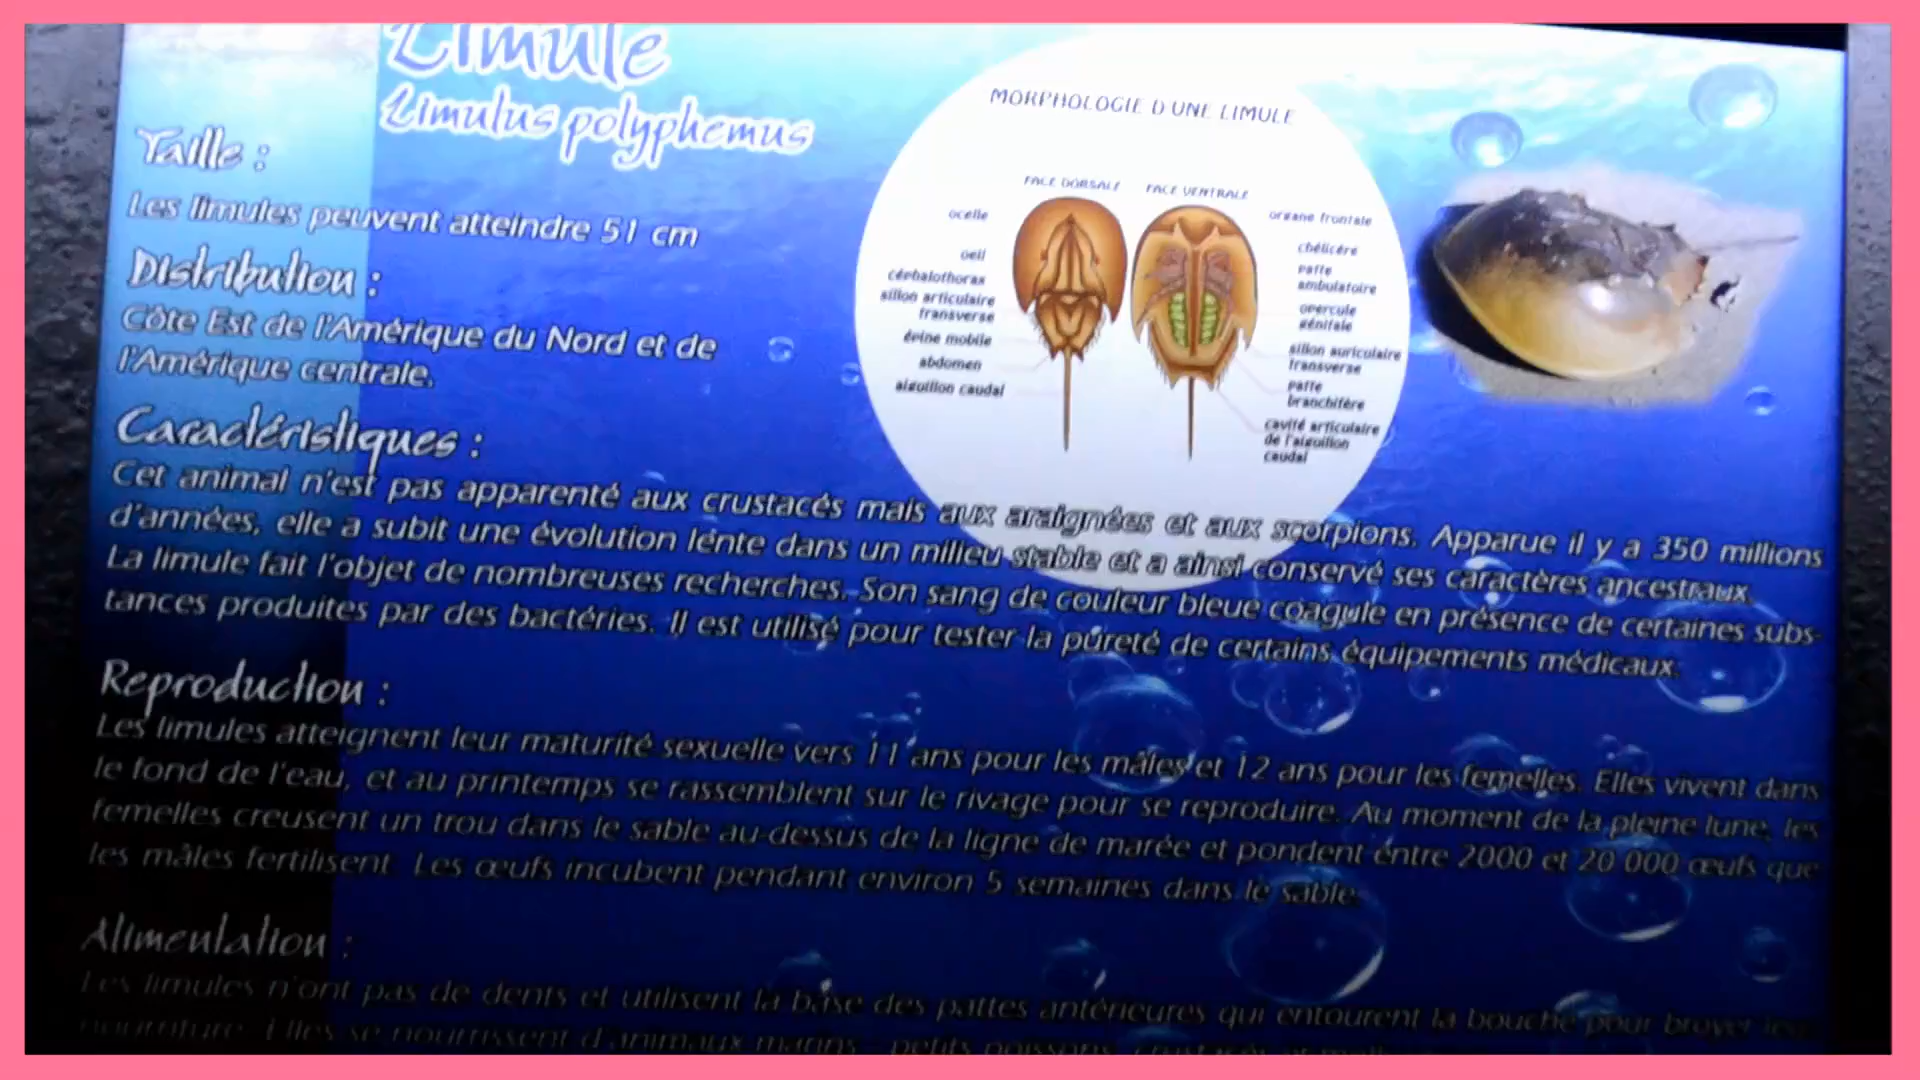 Limule
Limulus polyphemus
Taille :
Les limules peuvent atteindre 51 cm
Distribution :
Côte Est de l'Amérique du Nord et de
l'Amérique centrale.
MORPHOLOGIE D'UNE LIMULE
FACE DORSALE
FACE VENTRALE
ocelle
oeil
céphalothorax
sillon articulaire
transverse
épine mobile
abdomen
aiguillon caudal
organe frontale
chélicère
patte
ambulatoire
opercule
génitale
sillon auriculaire
transverse
patte
branchifère
cavité articulaire
de l'aiguillon
caudal
Caractéristiques :
Cet animal n'est pas apparenté aux crustacés mais aux araignées et aux scorpions. Apparue il y a 350 millions
d'années, elle a subit une évolution lente dans un milieu stable et a ainsi conservé ses caractères ancestraux.
La limule fait l'objet de nombreuses recherches. Son sang de couleur bleue coagule en présence de certaines subs-
tances produites par des bactéries. Il est utilisé pour tester la pureté de certains équipements médicaux.
Reproduction :
Les limules atteignent leur maturité sexuelle vers 11 ans pour les mâles et 12 ans pour les femelles. Elles vivent dans
le fond de l'eau, et au printemps se rassemblent sur le rivage pour se reproduire. Au moment de la pleine lune, les
femelles creusent un trou dans le sable au-dessus de la ligne de marée et pondent entre 2000 et 20 000 œufs que
les mâles fertilisent. Les œufs incubent pendant environ 5 semaines dans le sable.
Alimentation :
Les limules n'ont pas de dents et utilisent la base des pattes antérieures qui entourent la bouche pour broyer leur
nourriture. Elles se nourrissent d'animaux marins : petits poissons, crustacés et